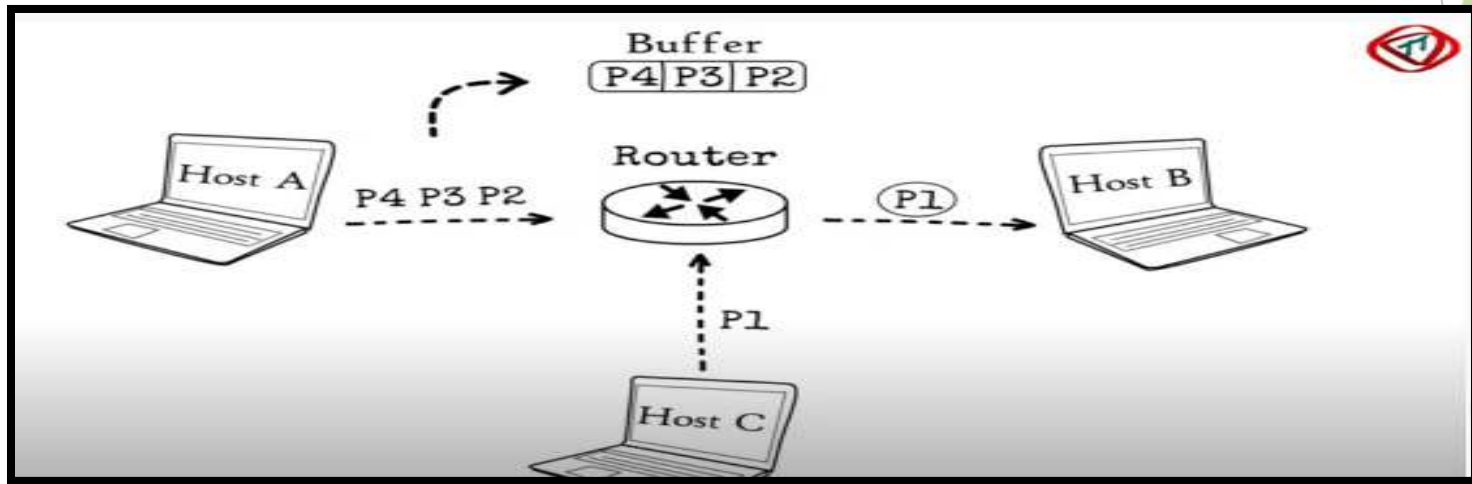 Buffer
P4 P3 P2
Router
Host A
P4 P3 P2
P1
Host B
P1
Host C